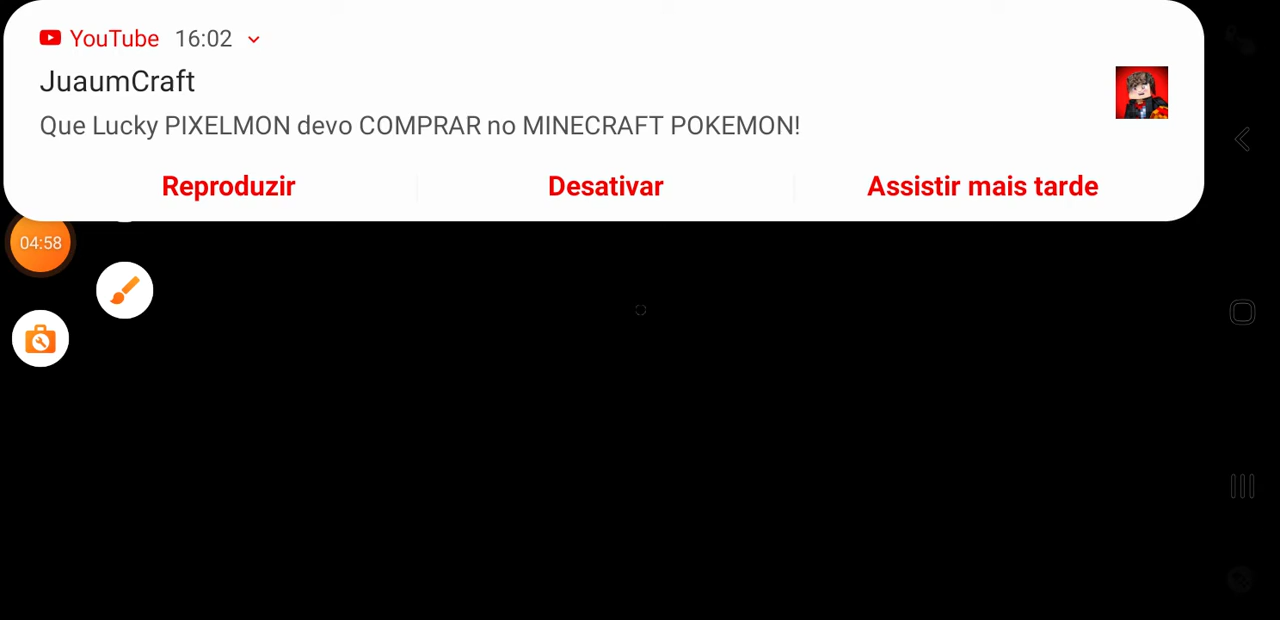 YouTube 16:02
JuaumCraft
Que Lucky PIXELMON devo COMPRAR no MINECRAFT POKEMON!
Reproduzir Desativar Assistir mais tarde
04:58